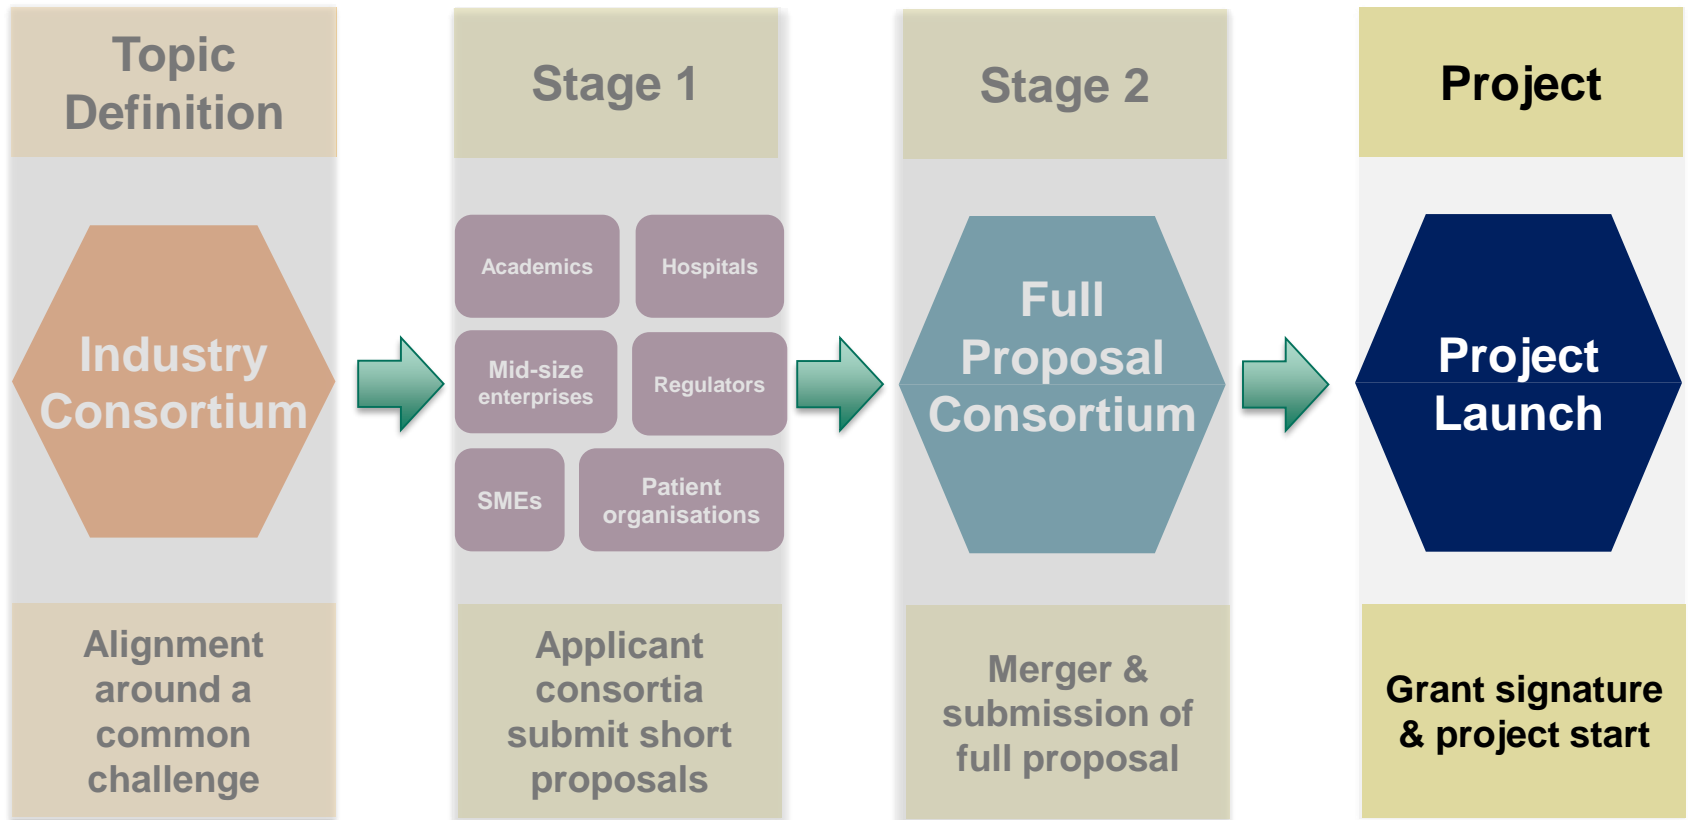 Topic
Definition
Stage 1
Stage 2
Project
Industry
Consortium
Academics
Hospitals
Mid-size
enterprises
Regulators
SMEs
Patient
organisations
Full
Proposal
Consortium
Project
Launch
Alignment
around a
common
challenge
Applicant
consortia
submit short
proposals
Merger &
submission of
full proposal
Grant signature
& project start